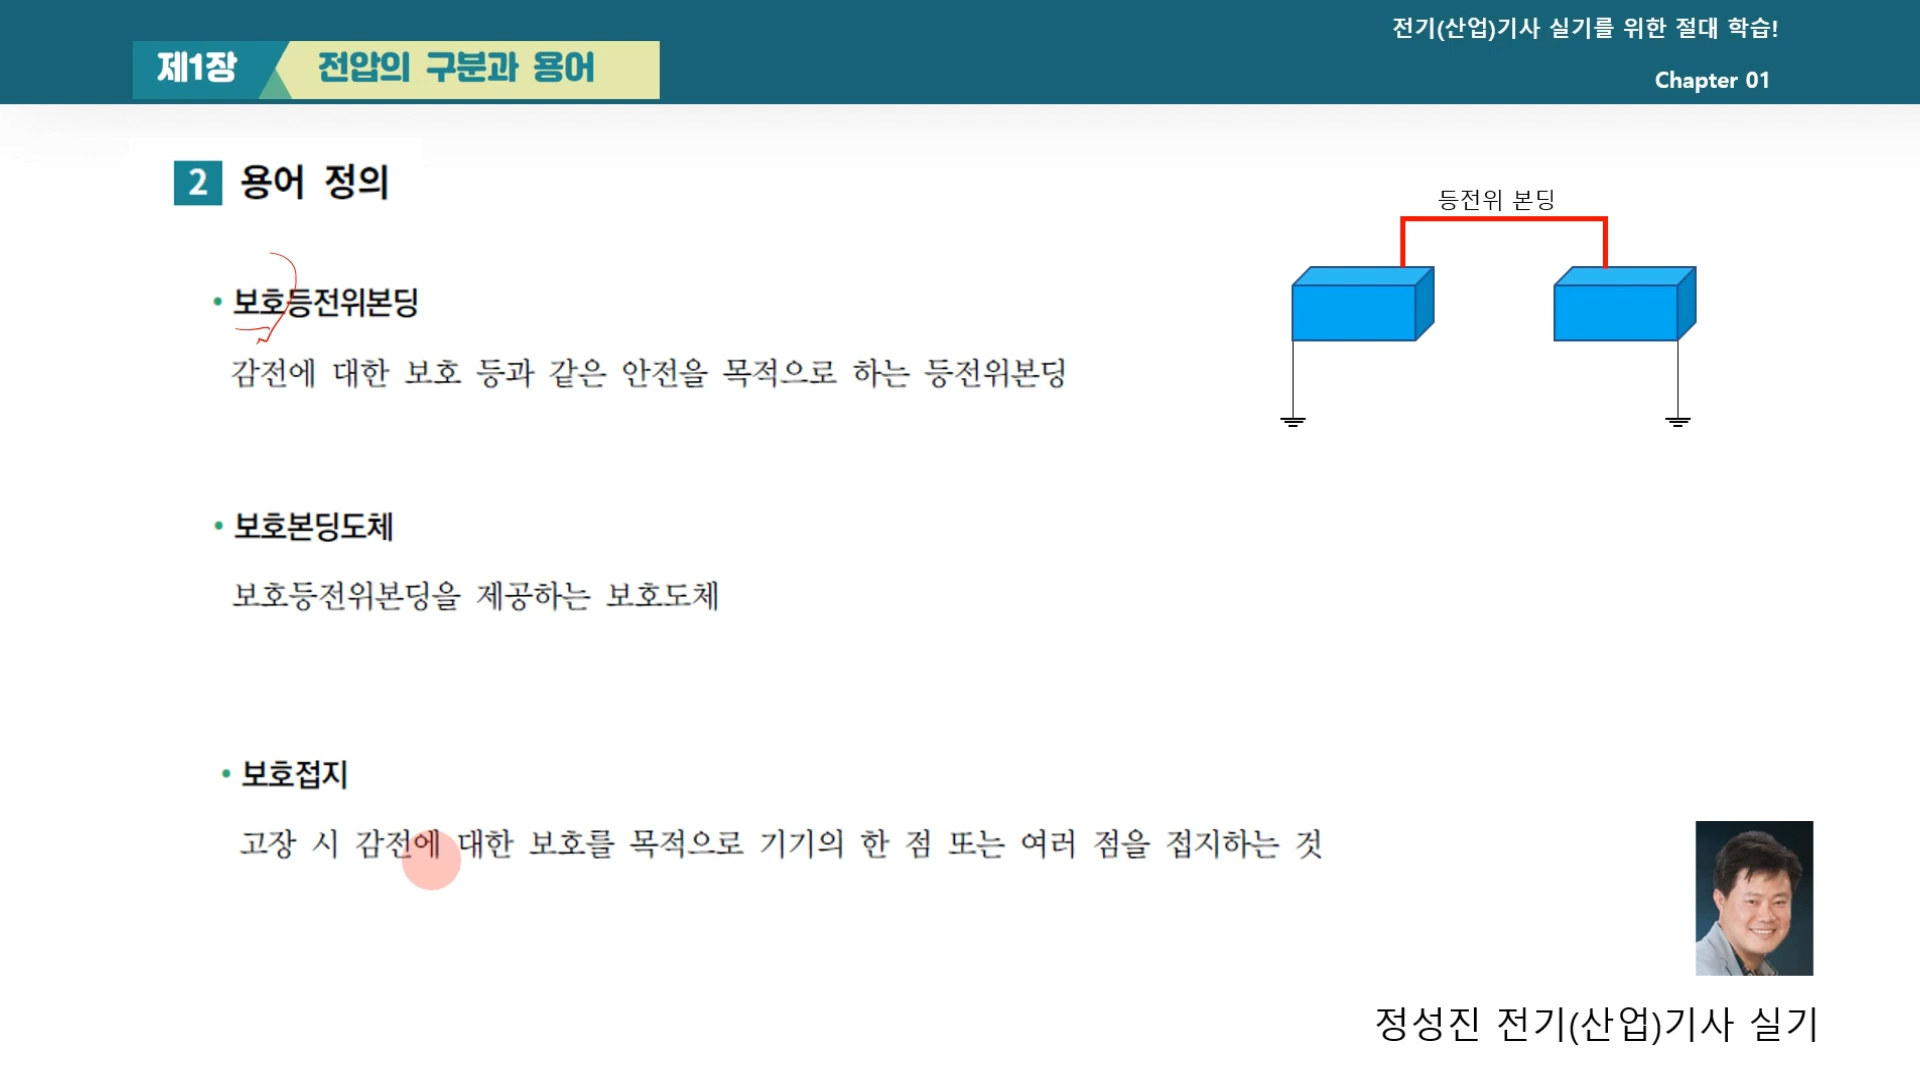 전기(산업)기사 실기를 위한 절대 학습!
제1장 전압의 구분과 용어
Chapter 01
2 용어 정의
등전위 본딩
• 보호등전위본딩
감전에 대한 보호 등과 같은 안전을 목적으로 하는 등전위본딩
• 보호본딩도체
보호등전위본딩을 제공하는 보호도체
• 보호접지
고장 시 감전에 대한 보호를 목적으로 기기의 한 점 또는 여러 점을 접지하는 것
정성진 전기(산업)기사 실기